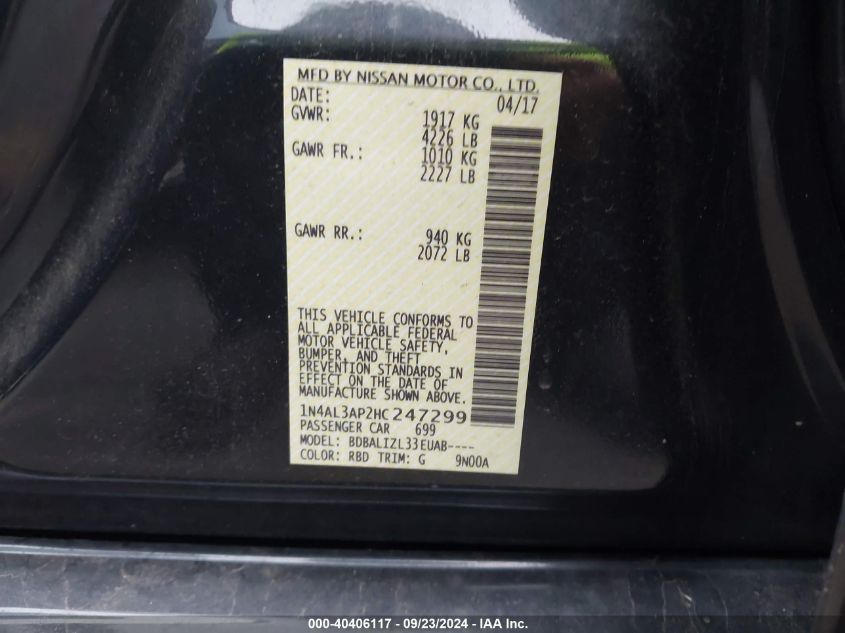 MFD BY NISSAN MOTOR CO., LTD.
DATE: 04/17
GVWR: 1917 KG
4226 LB
GAWR FR.: 1010 KG
2227 LB
GAWR RR.: 940 KG
2072 LB
THIS VEHICLE CONFORMS TO
ALL APPLICABLE FEDERAL
MOTOR VEHICLE SAFETY,
BUMPER, AND THEFT
PREVENTION STANDARDS IN
EFFECT ON THE DATE OF
MANUFACTURE SHOWN ABOVE.
1N4AL3AP2HC247299
PASSENGER CAR 699
MODEL: BDBALIZL33EUAB----
COLOR: RBD TRIM: G 9N00A
000-40406117 - 09/23/2024 - IAA Inc.